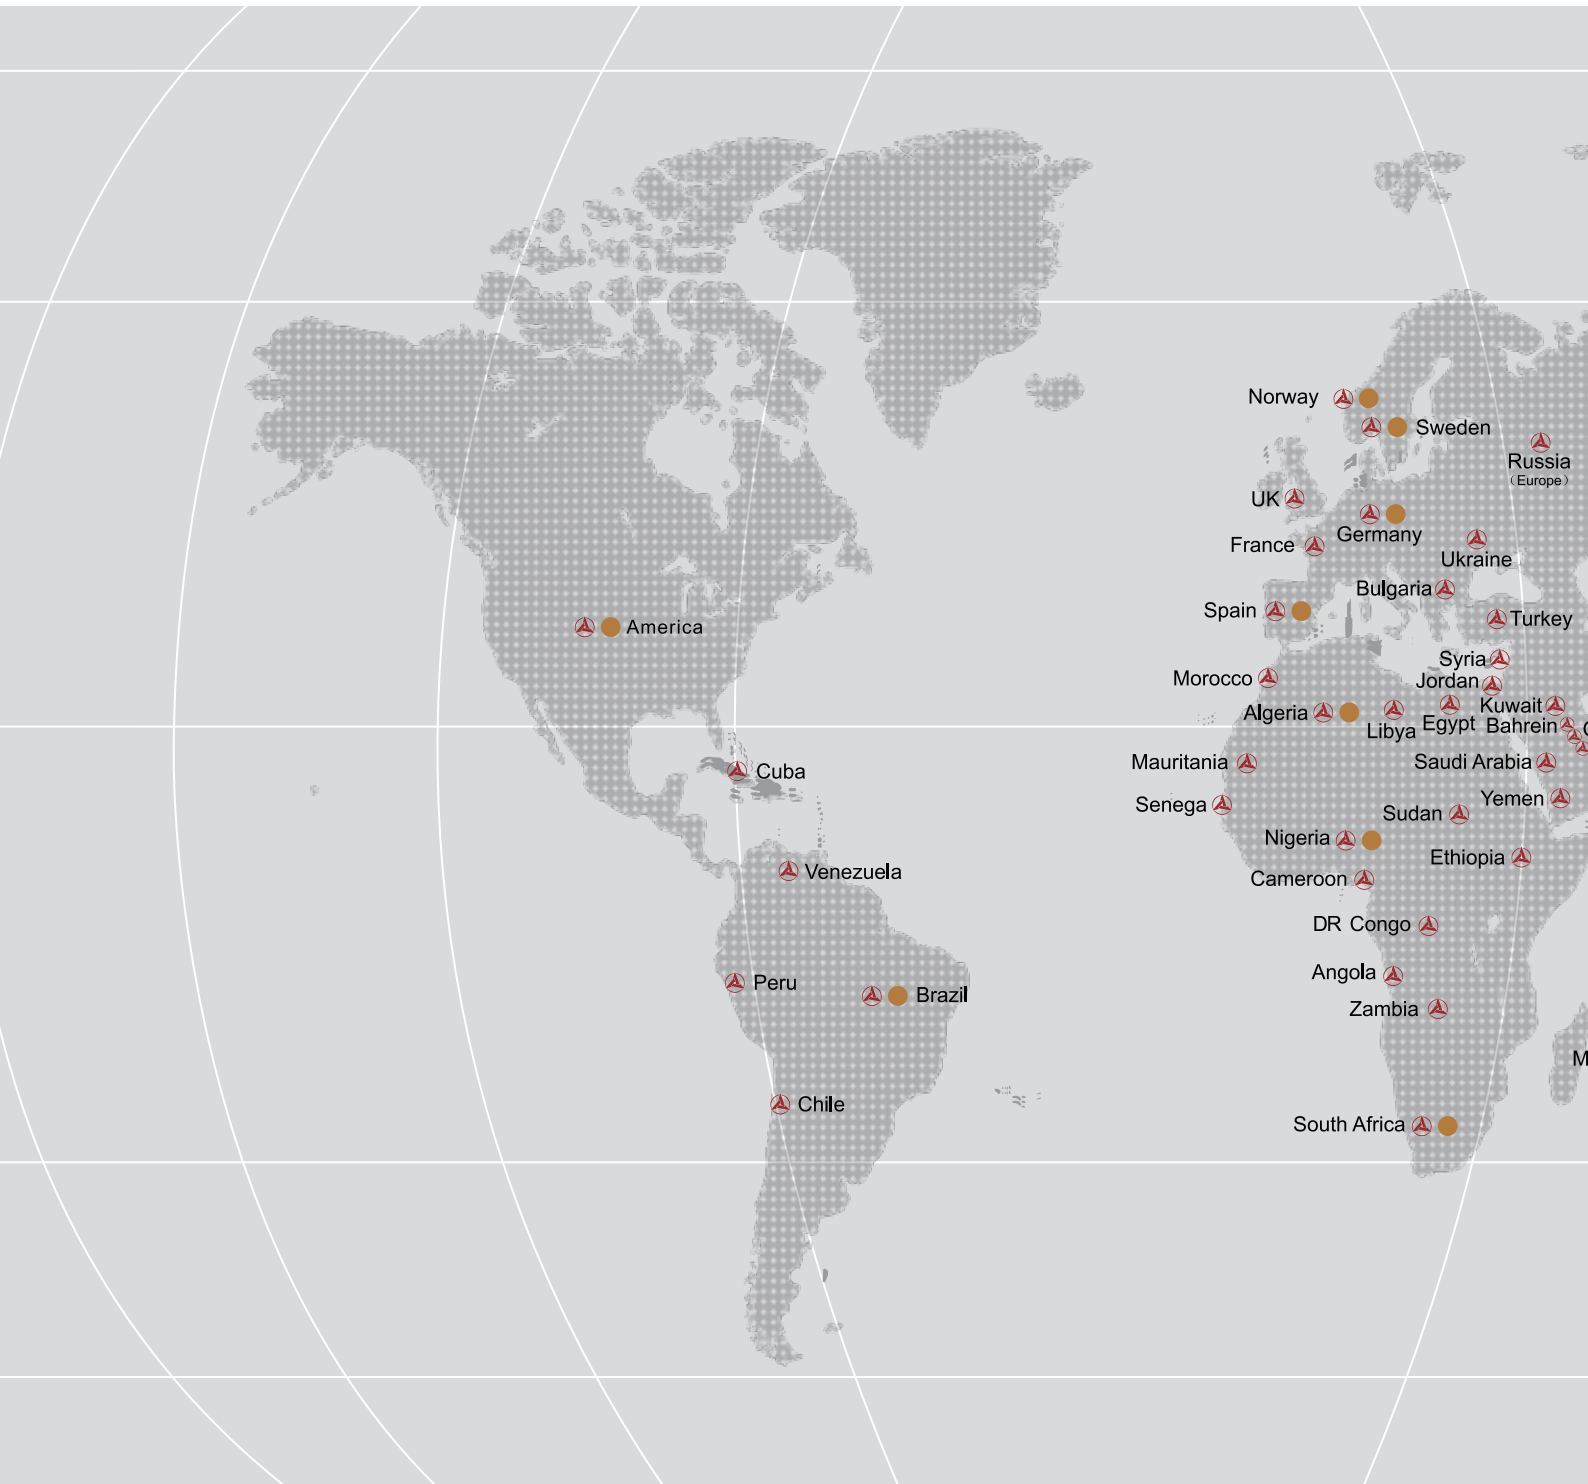 Norway
Sweden
Russia
（Europe）
UK
Germany
France
Ukraine
Bulgaria
Spain
Turkey
America
Syria
Morocco
Jordan
Algeria
Libya
Egypt
Kuwait
Bahrein
Mauritania
Saudi Arabia
Cuba
Yemen
Senega
Sudan
Nigeria
Ethiopia
Venezuela
Cameroon
DR Congo
Angola
Peru
Brazil
Zambia
Chile
South Africa